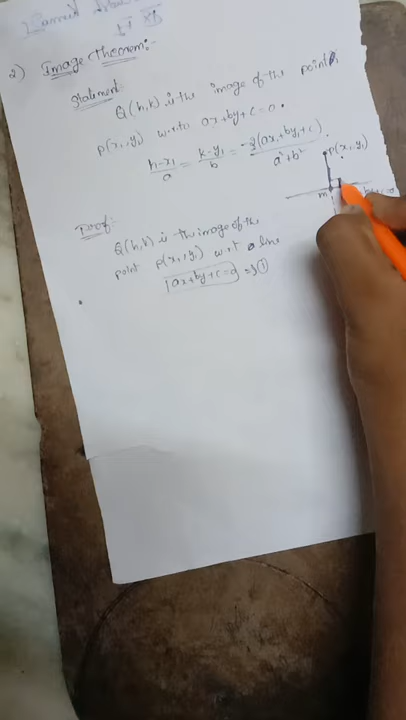 2) Image theorem:-
Statement:
Q(h,k) is the image of the point
P(x₁,y₁) w.r.to ax+by+c=0.
(h-x₁)/a = (k-y₁)/b = -2(ax₁+by₁+c)/(a²+b²)
P(x₁,y₁)
m
Proof:
Q(h,k) is the image of the
point P(x₁,y₁) w.r.t a line
ax+by+c=0 ⇒ ①